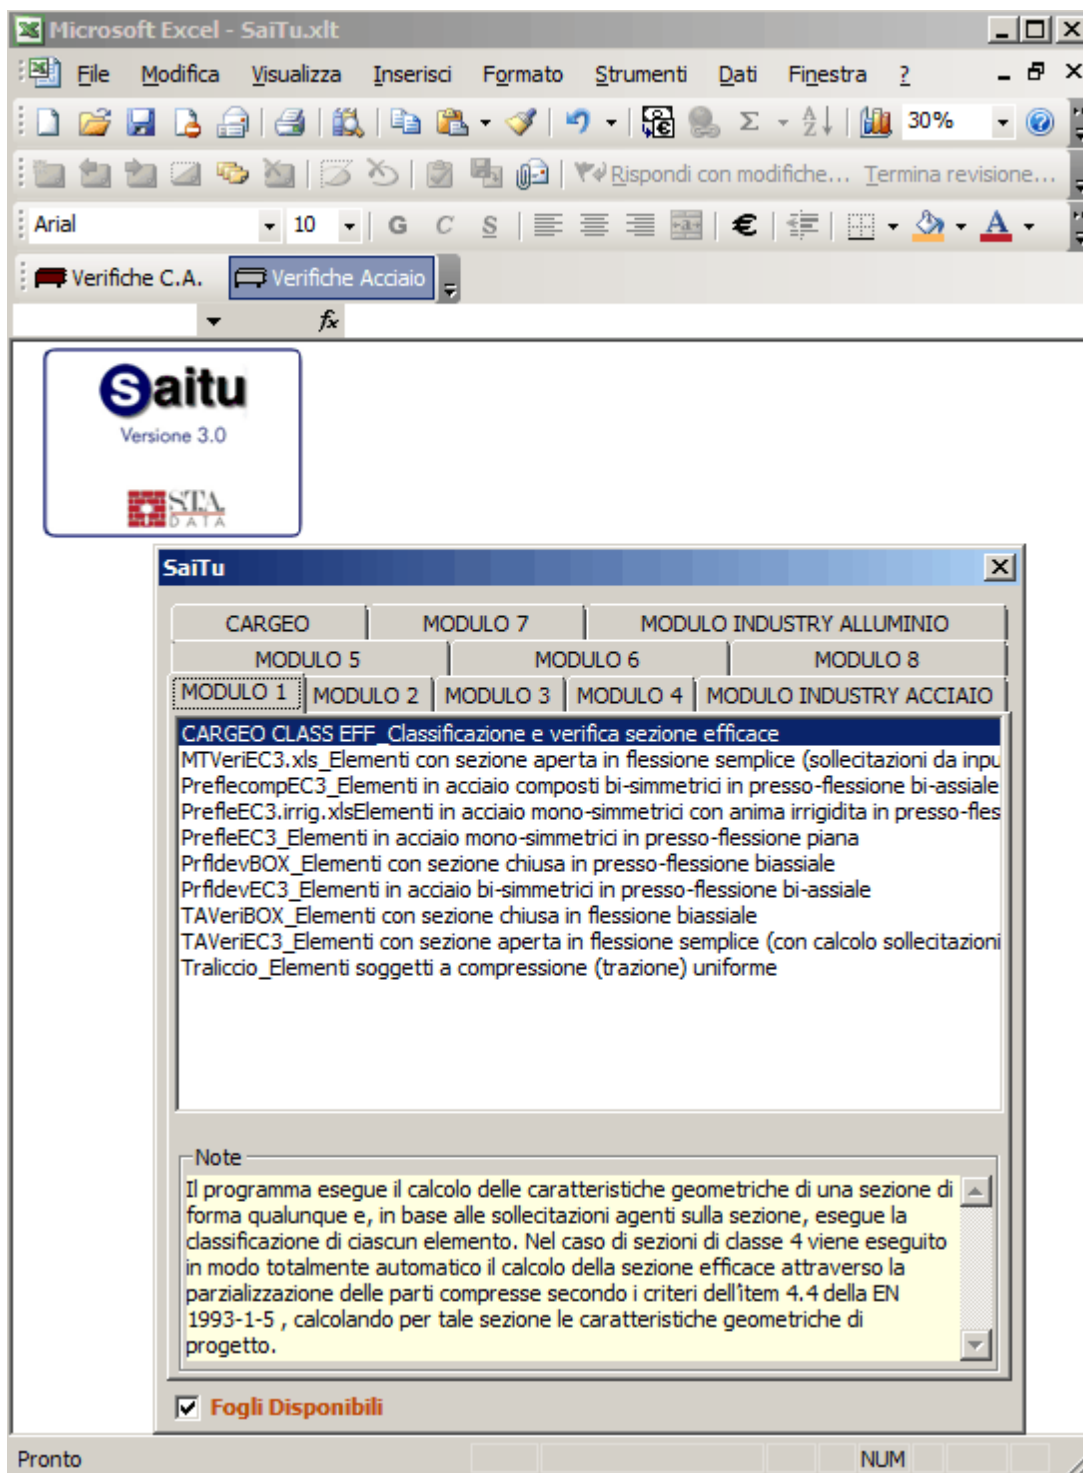 Microsoft Excel - SaiTu.xlt
File Modifica Visualizza Inserisci Formato Strumenti Dati Finestra ?
30%
Rispondi con modifiche... Termina revisione...
Arial 10 G C S € A
Verifiche C.A. Verifiche Acciaio
fx
Saitu
Versione 3.0
S.T.A.
DATA
SaiTu
CARGEO MODULO 7 MODULO INDUSTRY ALLUMINIO
MODULO 5 MODULO 6 MODULO 8
MODULO 1 MODULO 2 MODULO 3 MODULO 4 MODULO INDUSTRY ACCIAIO
CARGEO CLASS EFF_Classificazione e verifica sezione efficace
MTVeriEC3.xls_Elementi con sezione aperta in flessione semplice (sollecitazioni da inpu
PreflecompEC3_Elementi in acciaio composti bi-simmetrici in presso-flessione bi-assiale
PrefleEC3.irrig.xlsElementi in acciaio mono-simmetrici con anima irrigidita in presso-fles
PrefleEC3_Elementi in acciaio mono-simmetrici in presso-flessione piana
PrfldevBOX_Elementi con sezione chiusa in presso-flessione biassiale
PrfldevEC3_Elementi in acciaio bi-simmetrici in presso-flessione bi-assiale
TAVeriBOX_Elementi con sezione chiusa in flessione biassiale
TAVeriEC3_Elementi con sezione aperta in flessione semplice (con calcolo sollecitazioni
Traliccio_Elementi soggetti a compressione (trazione) uniforme
Note
Il programma esegue il calcolo delle caratteristiche geometriche di una sezione di
forma qualunque e, in base alle sollecitazioni agenti sulla sezione, esegue la
classificazione di ciascun elemento. Nel caso di sezioni di classe 4 viene eseguito
in modo totalmente automatico il calcolo della sezione efficace attraverso la
parzializzazione delle parti compresse secondo i criteri dell'item 4.4 della EN
1993-1-5 , calcolando per tale sezione le caratteristiche geometriche di
progetto.
Fogli Disponibili
Pronto NUM